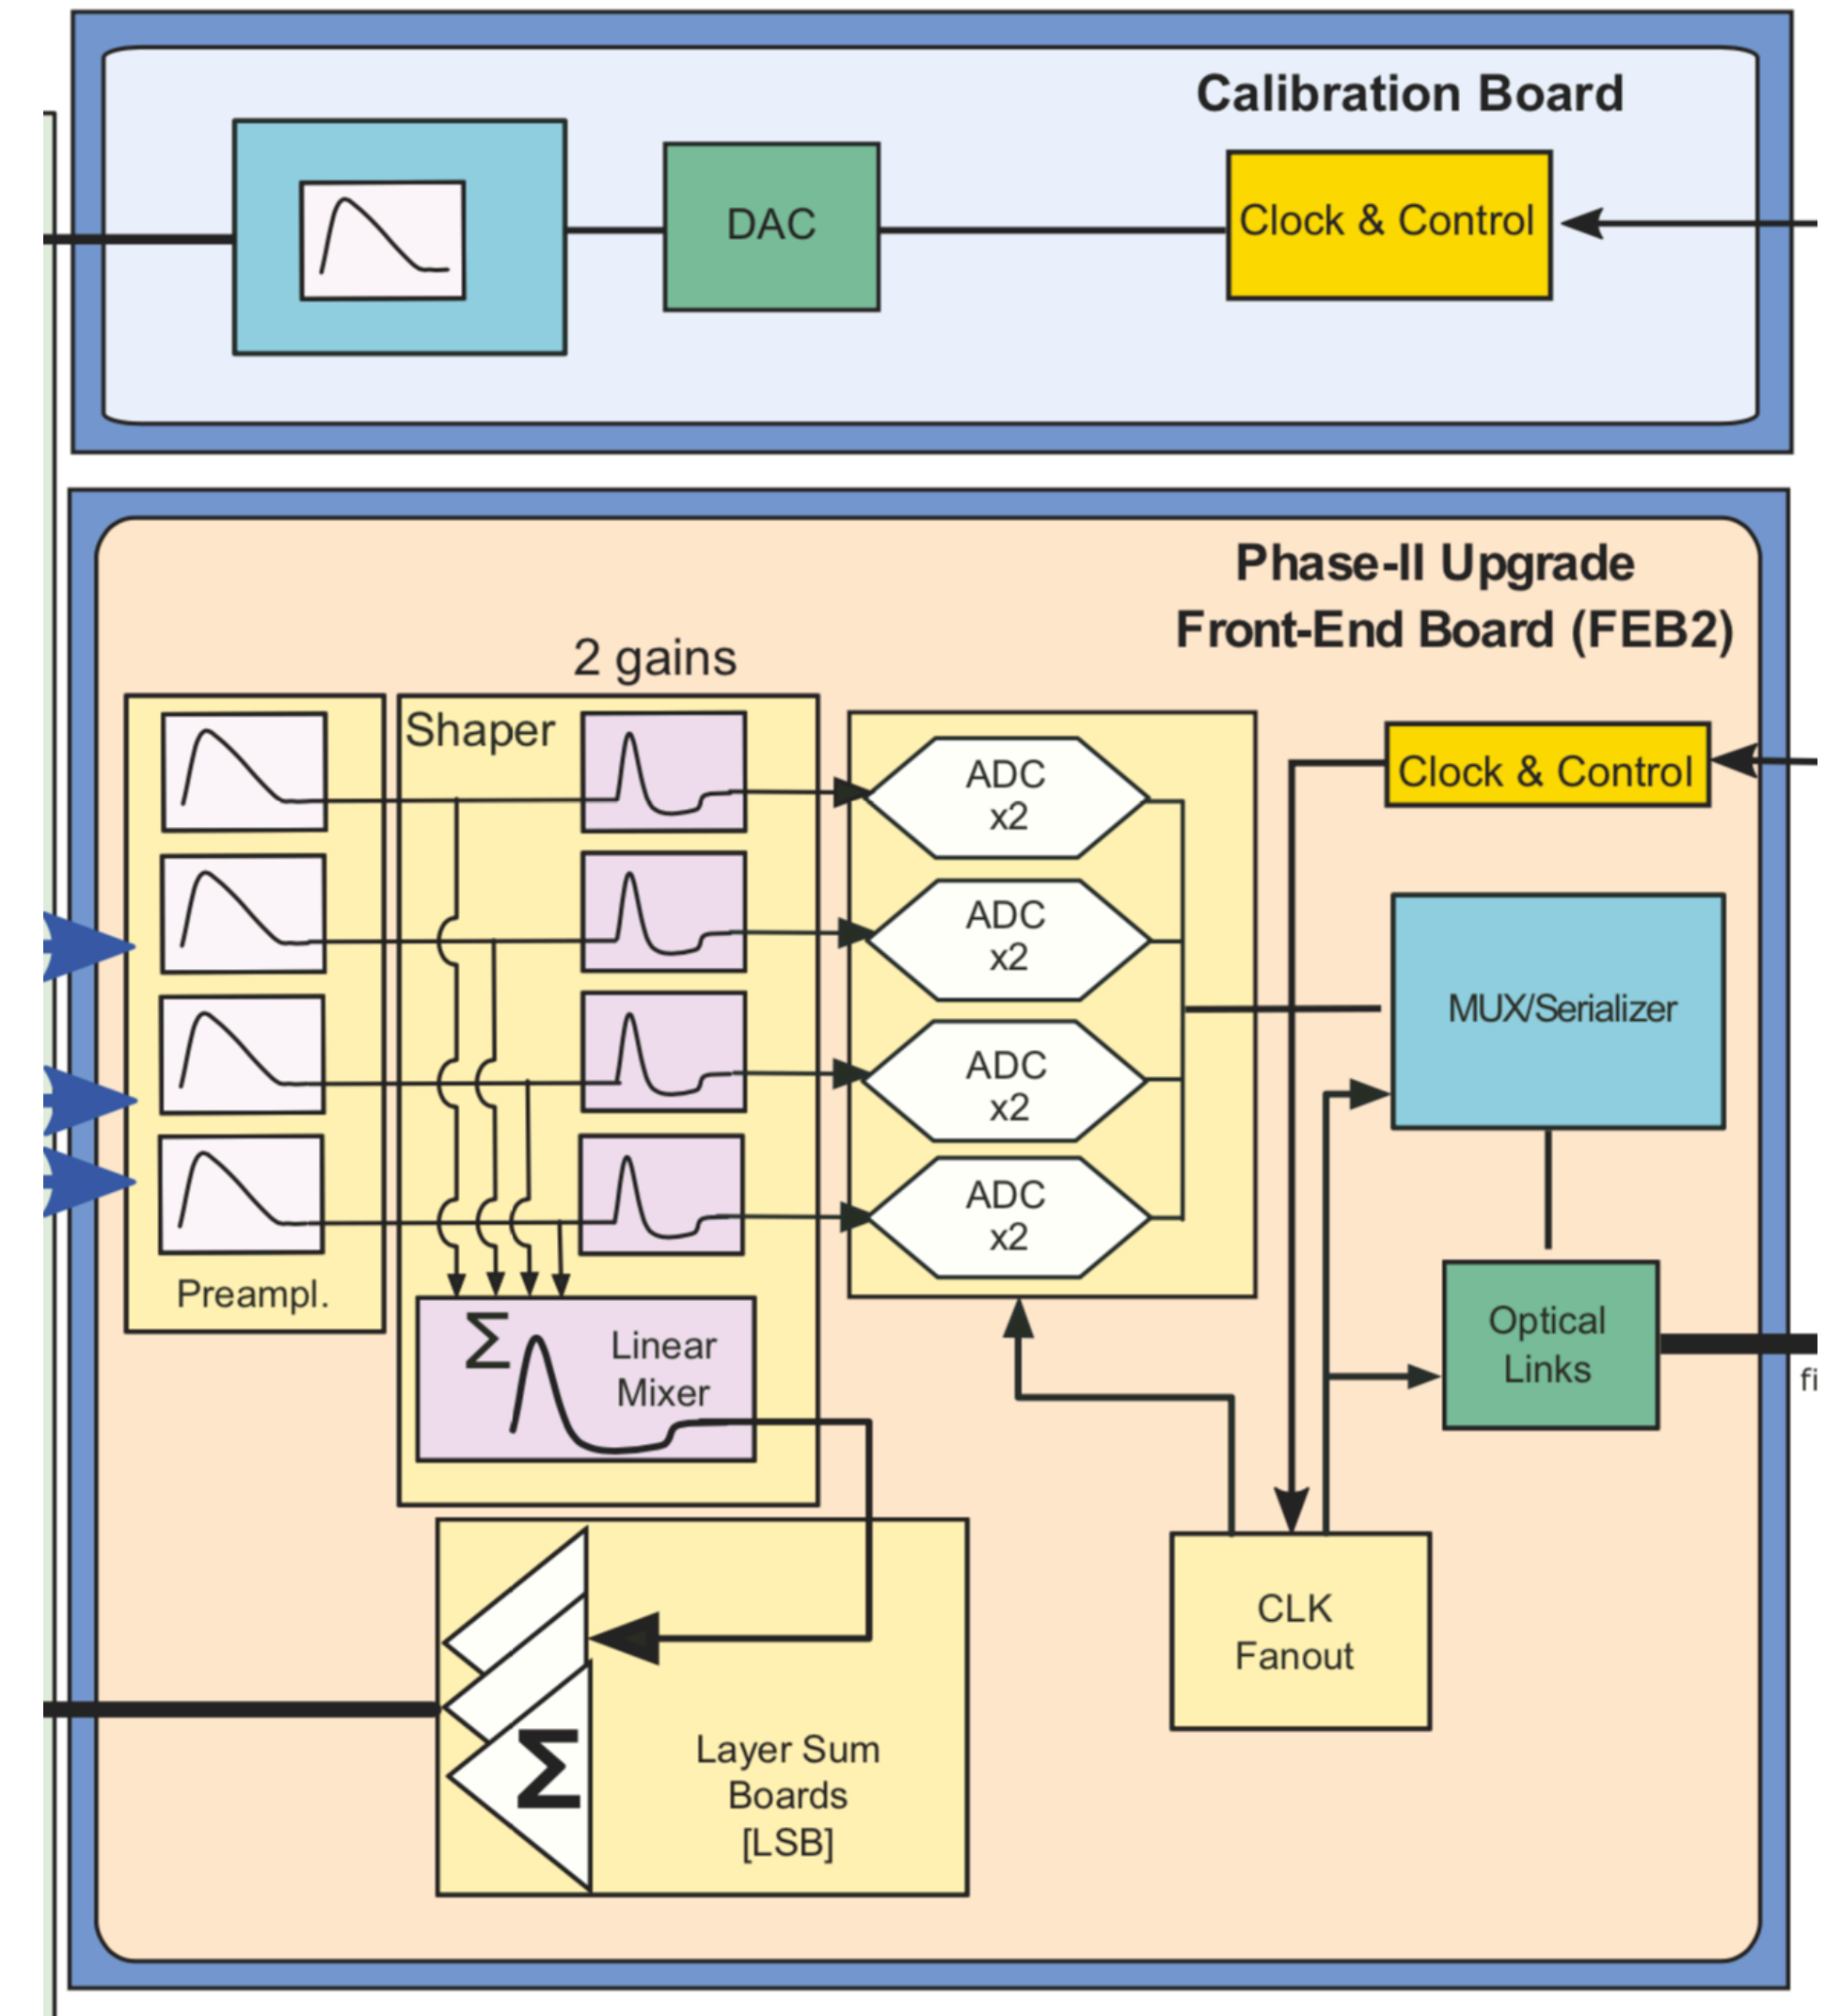 Calibration Board
DAC
Clock & Control
Phase-II Upgrade
Front-End Board (FEB2)
2 gains
Shaper
ADC
x2
Clock & Control
ADC
x2
MUX/Serializer
ADC
x2
ADC
x2
Preampl.
Σ
Linear
Mixer
Optical
Links
fi
CLK
Fanout
Σ
Layer Sum
Boards
[LSB]